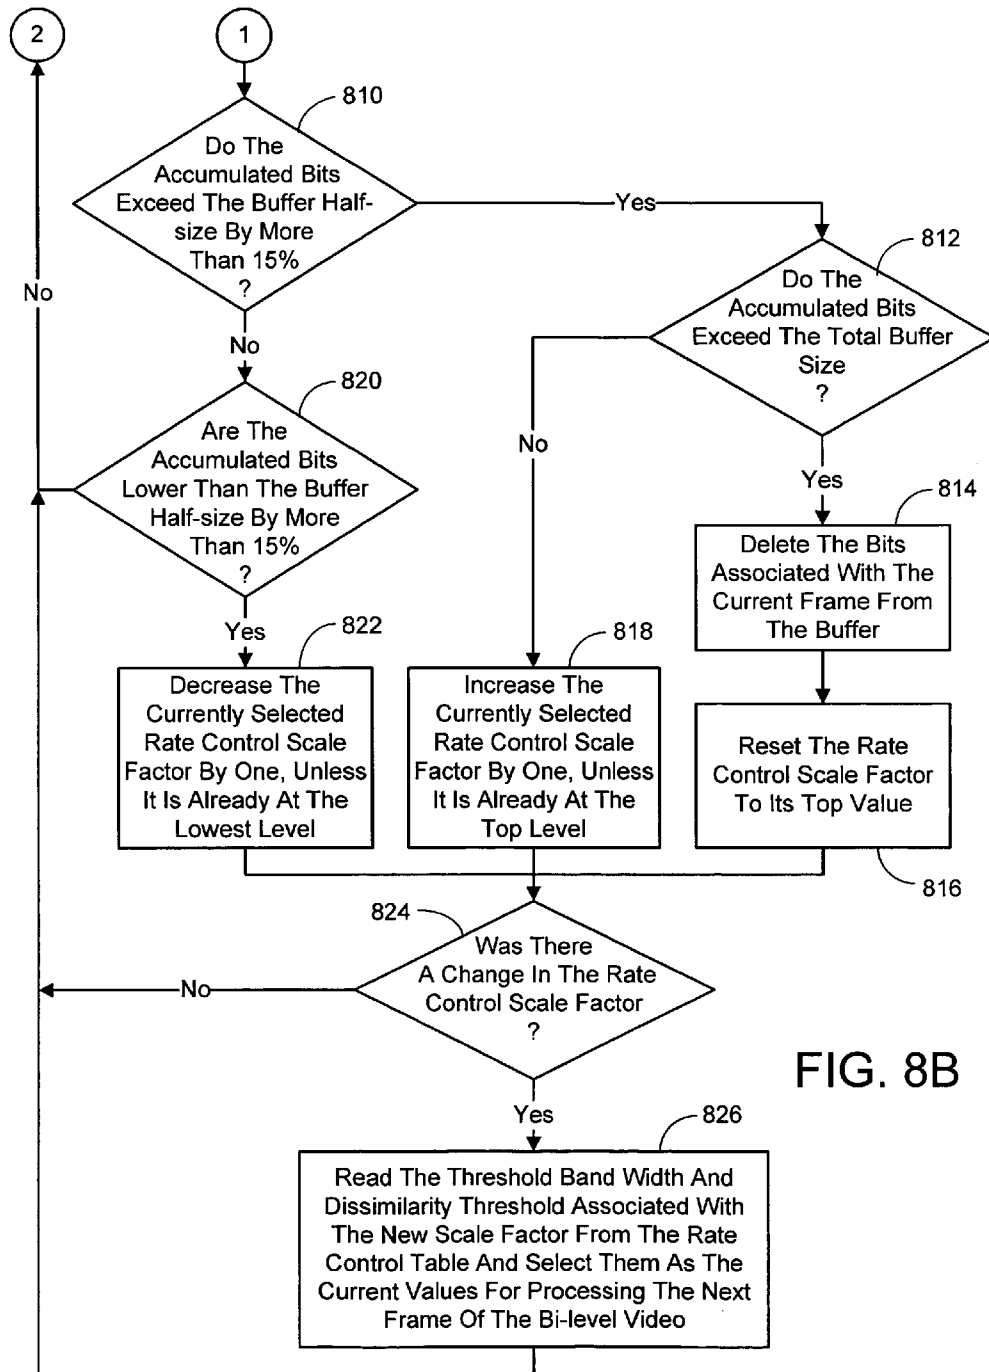 2
1
810
Do The
Accumulated Bits
Exceed The Buffer Half-
size By More
Than 15%
?
Yes
812
Do The
Accumulated Bits
Exceed The Total Buffer
Size
?
No
No
820
Are The
Accumulated Bits
Lower Than The Buffer
Half-size By More
Than 15%
?
No
Yes
814
Delete The Bits
Associated With The
Current Frame From
The Buffer
Yes
822
Decrease The
Currently Selected
Rate Control Scale
Factor By One, Unless
It Is Already At The
Lowest Level
818
Increase The
Currently Selected
Rate Control Scale
Factor By One, Unless
It Is Already At The
Top Level
Reset The Rate
Control Scale Factor
To Its Top Value
816
824
Was There
A Change In The Rate
Control Scale Factor
?
No
FIG. 8B
Yes
826
Read The Threshold Band Width And
Dissimilarity Threshold Associated With
The New Scale Factor From The Rate
Control Table And Select Them As The
Current Values For Processing The Next
Frame Of The Bi-level Video